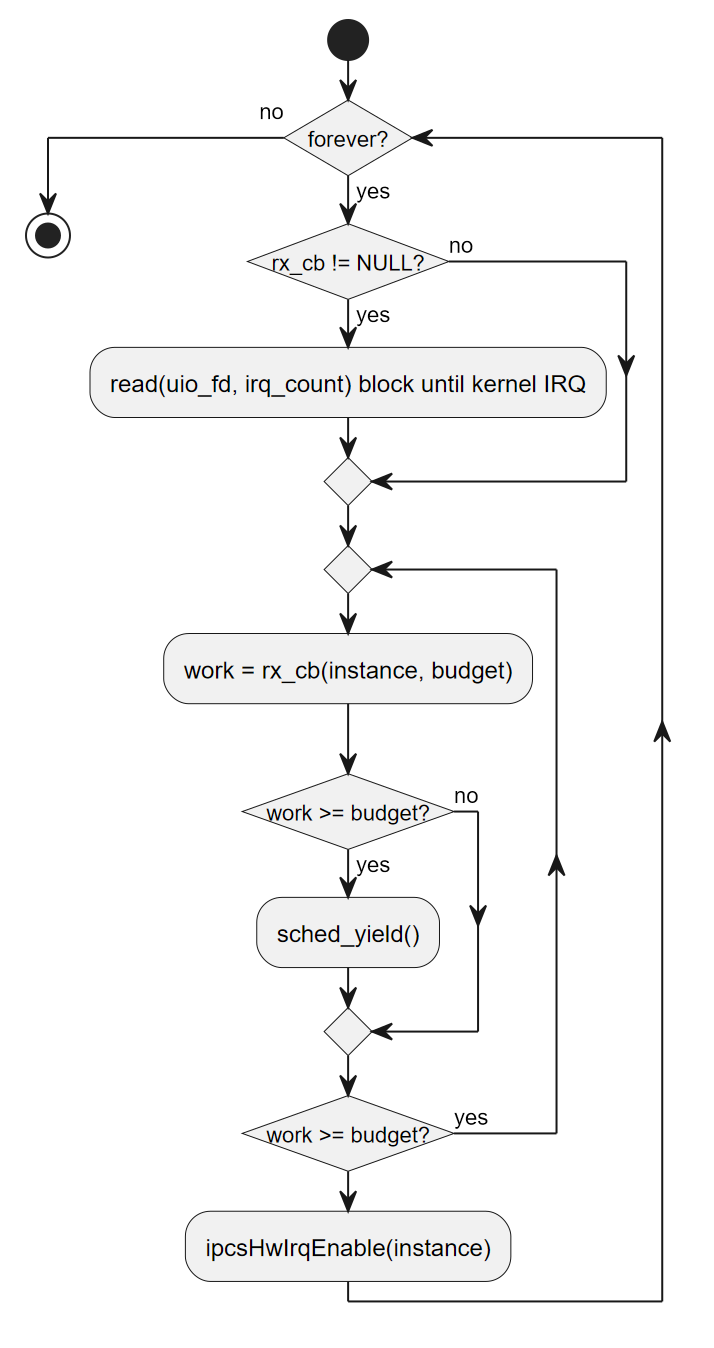 no
forever?
yes
rx_cb != NULL?
no
yes
read(uio_fd, irq_count) block until kernel IRQ
work = rx_cb(instance, budget)
work >= budget?
no
yes
sched_yield()
work >= budget?
yes
ipcsHwIrqEnable(instance)